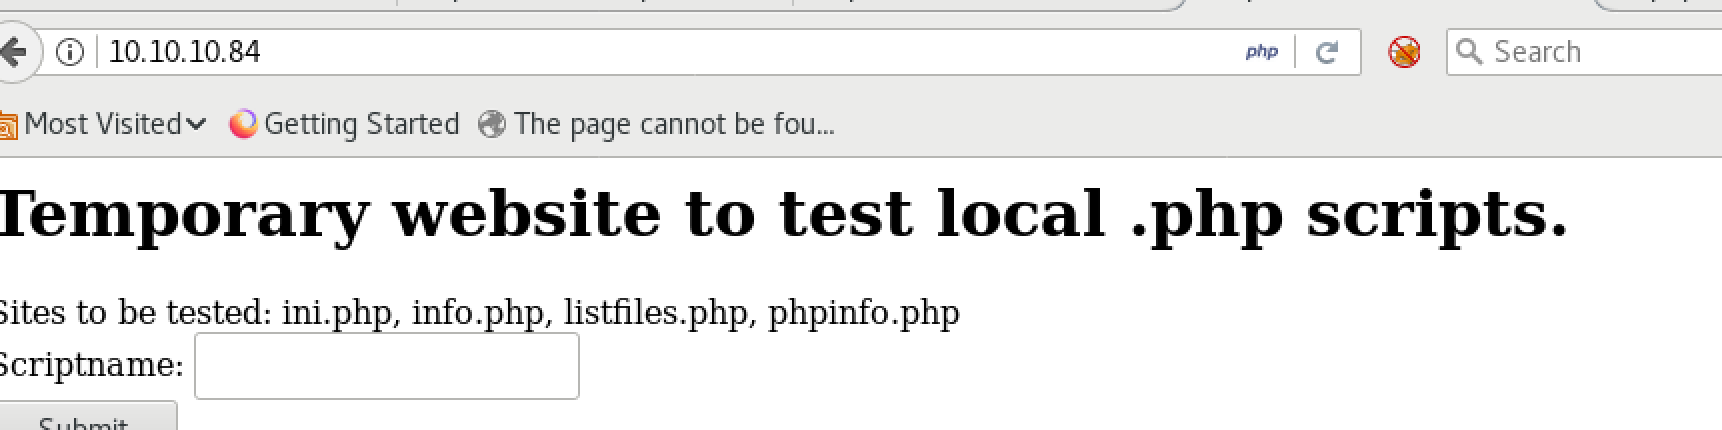 10.10.10.84 php Search
Most Visited Getting Started The page cannot be fou...
Temporary website to test local .php scripts.
Sites to be tested: ini.php, info.php, listfiles.php, phpinfo.php
Scriptname:
Submit